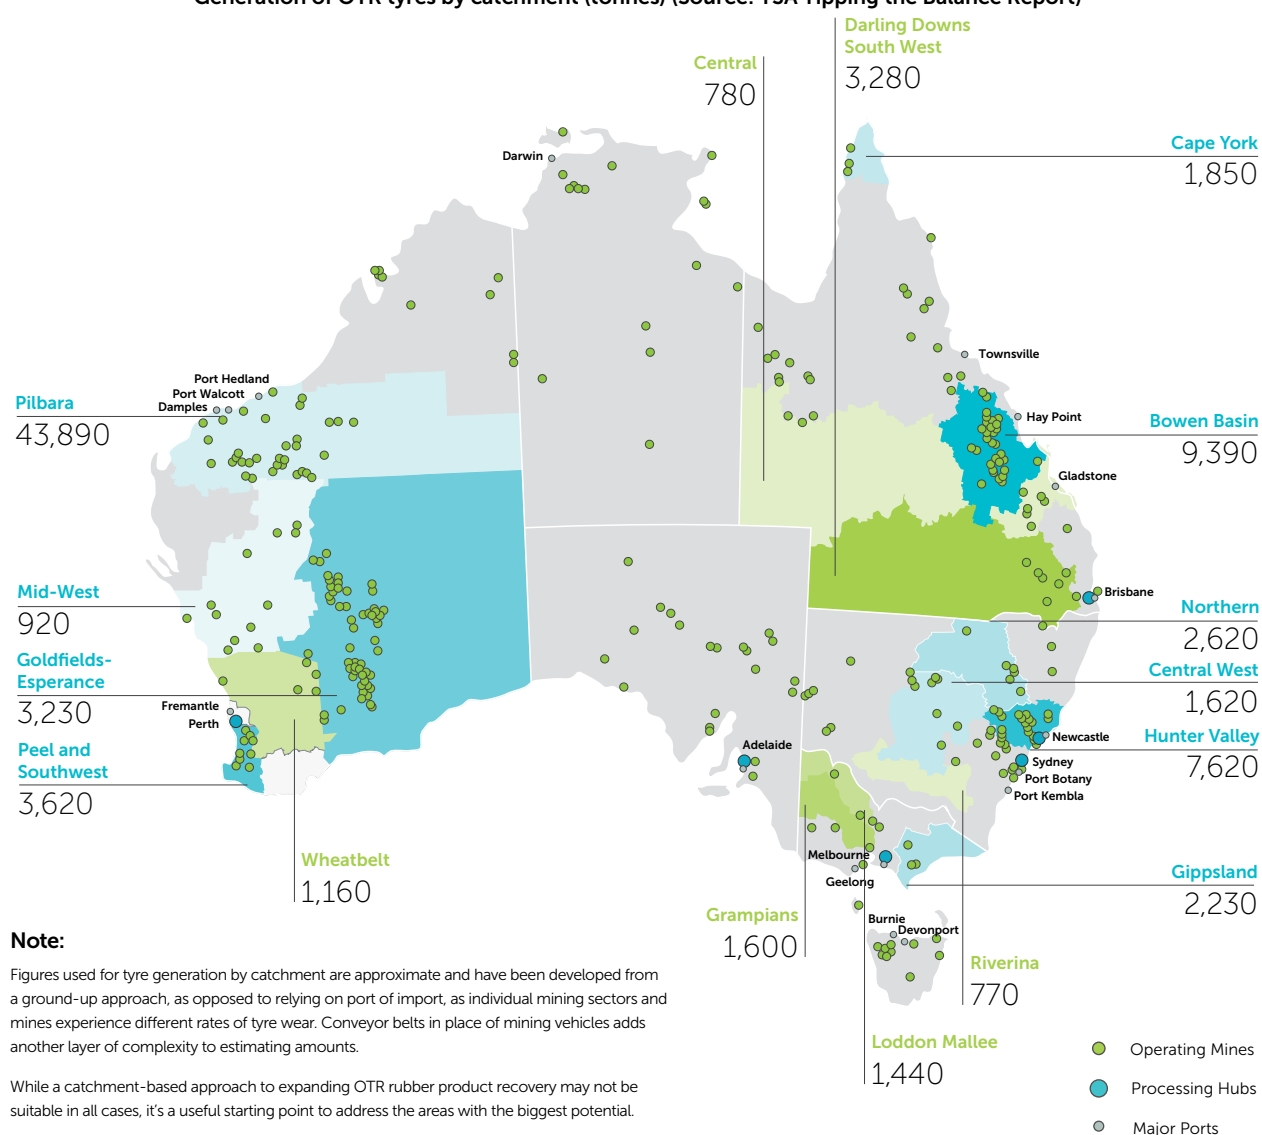 Generation of OTR tyres by catchment (tonnes) (Source: TSA Tipping the Balance Report)
Darling Downs
South West
3,280
Central
780
Darwin
Cape York
1,850
Townsville
Port Hedland
Port Walcott
Damples
Pilbara
43,890
Hay Point
Bowen Basin
9,390
Gladstone
Mid-West
920
Brisbane
Northern
2,620
Goldfields-
Esperance
3,230
Central West
1,620
Fremantle
Perth
Newcastle
Hunter Valley
7,620
Adelaide
Peel and
Southwest
3,620
Sydney
Port Botany
Port Kembla
Melbourne
Geelong
Wheatbelt
1,160
Gippsland
2,230
Grampians
1,600
Burnie
Devonport
Riverina
770
Loddon Mallee
1,440
Note:
Figures used for tyre generation by catchment are approximate and have been developed from
a ground-up approach, as opposed to relying on port of import, as individual mining sectors and
mines experience different rates of tyre wear. Conveyor belts in place of mining vehicles adds
another layer of complexity to estimating amounts.
While a catchment-based approach to expanding OTR rubber product recovery may not be
suitable in all cases, it's a useful starting point to address the areas with the biggest potential.
Operating Mines
Processing Hubs
Major Ports